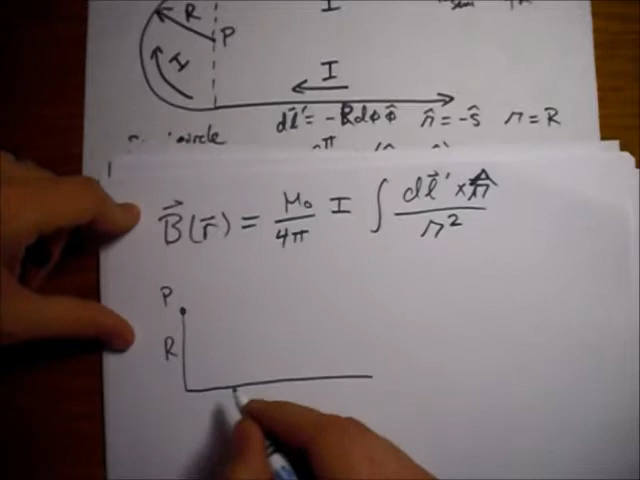 I
R
P
I
I
dl⃗' = -Rdφ φ̂ r̂ = -ŝ r = R
circle
B⃗(r⃗) = μ₀/4π I ∫ dl⃗' × r̂ / r²
P
R